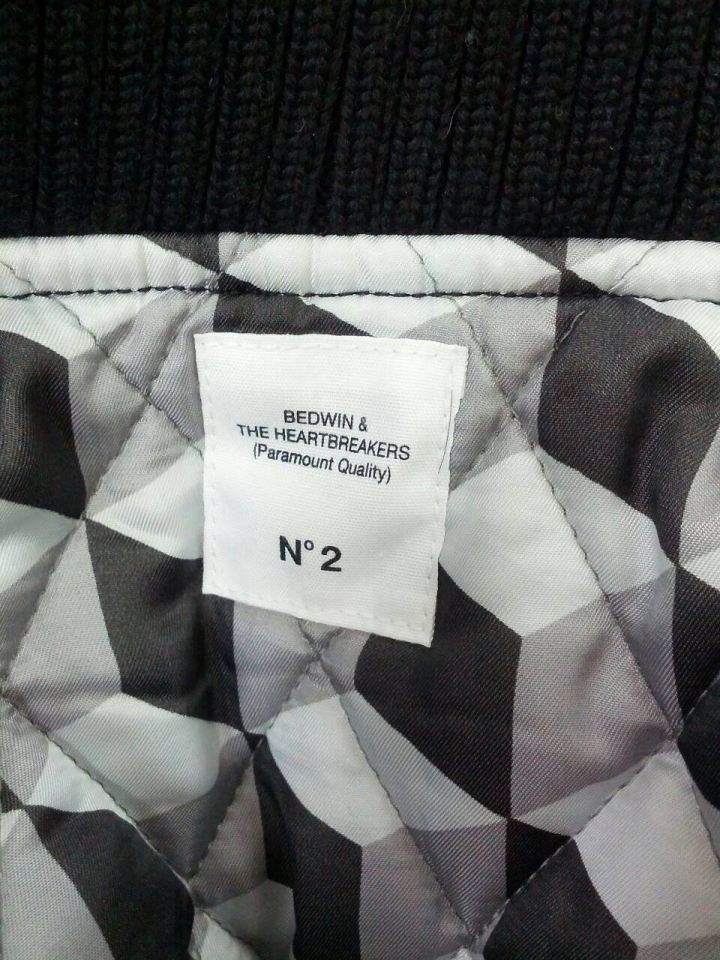 BEDWIN &
THE HEARTBREAKERS
(Paramount Quality)
N° 2